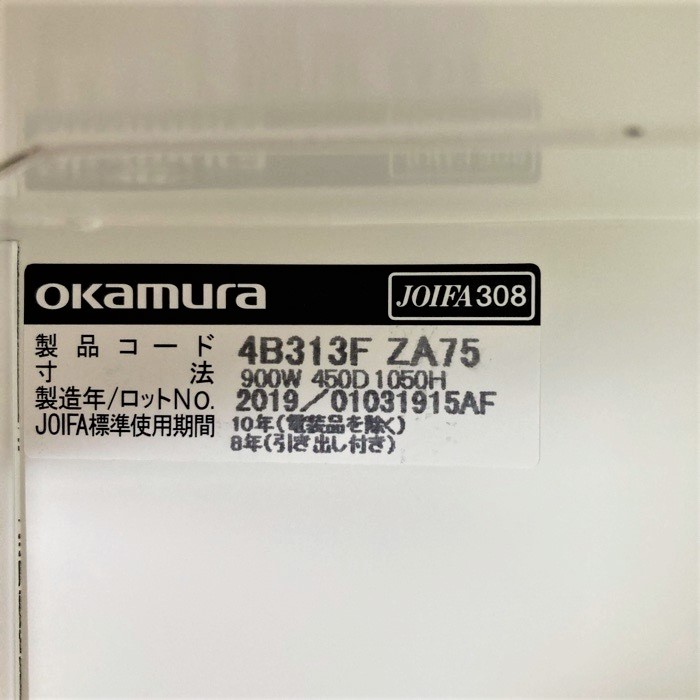 okamura JOIFA308
製品コード 4B313F ZA75
寸法 900W 450D 1050H
製造年/ロットNo. 2019/01031915AF
JOIFA標準使用期間 10年(電装品を除く)
8年(引き出し付き)